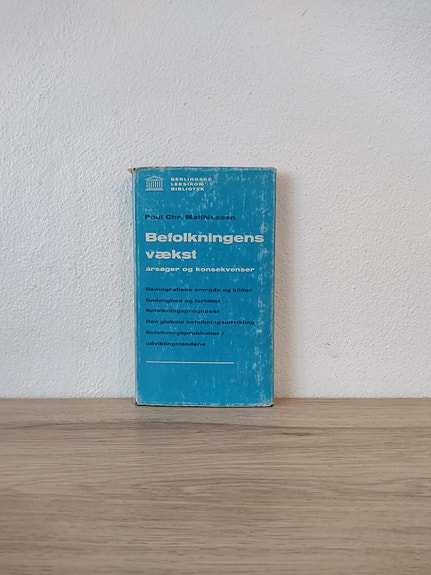 BERLINGSKE
LEKSIKON
BIBLIOTEK
Poul Chr. Matthiessen
Befolkningens
vækst
årsager og konsekvenser
Demografiens område og kilder
Dødelighed og fertilitet
Befolkningsprognoser
Den globale befolkningsudvikling
Befolkningsproblemer i
udviklingslandene